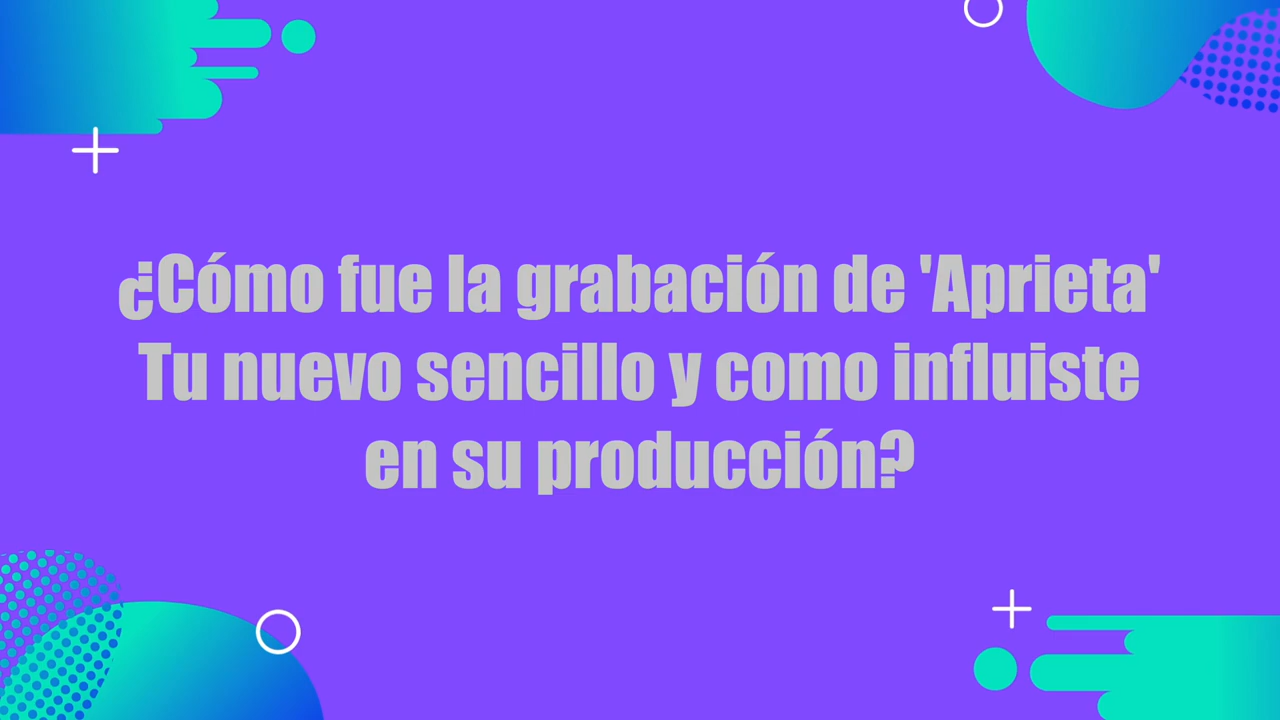 ¿Cómo fue la grabación de 'Aprieta'
Tu nuevo sencillo y como influiste
en su producción?